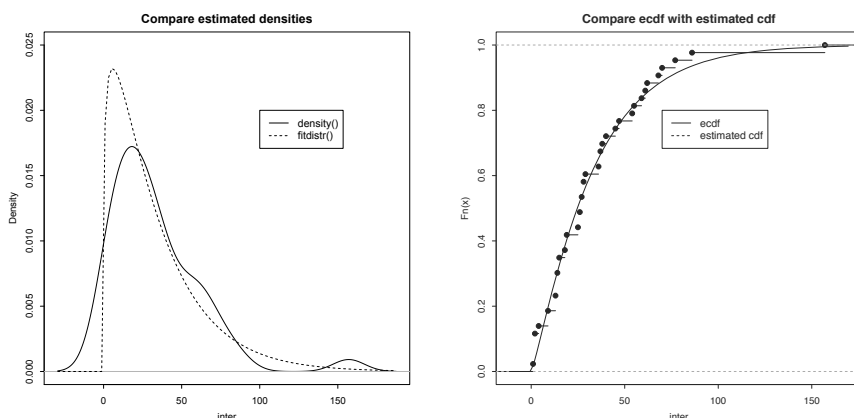 Compare estimated densities
Density
0.000
0.005
0.010
0.015
0.020
0.025
density()
fitdistr()
0
50
100
150
inter
Compare ecdf with estimated cdf
Fn(x)
0.0
0.2
0.4
0.6
0.8
1.0
ecdf
estimated cdf
0
50
100
150
inter